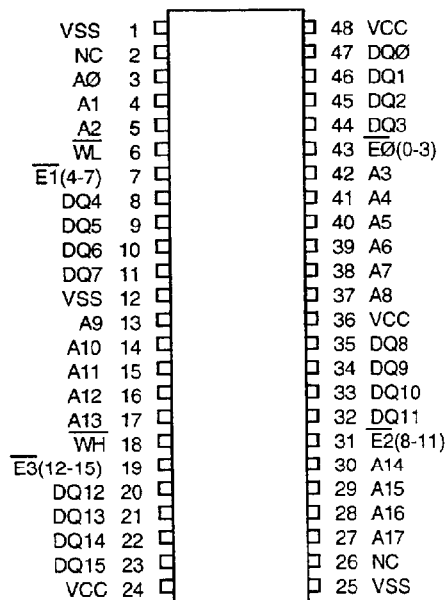 VSS 1
NC 2
AØ 3
A1 4
A2 5
WL 6
E1(4-7) 7
DQ4 8
DQ5 9
DQ6 10
DQ7 11
VSS 12
A9 13
A10 14
A11 15
A12 16
A13 17
WH 18
E3(12-15) 19
DQ12 20
DQ13 21
DQ14 22
DQ15 23
VCC 24
48 VCC
47 DQØ
46 DQ1
45 DQ2
44 DQ3
43 EØ(0-3)
42 A3
41 A4
40 A5
39 A6
38 A7
37 A8
36 VCC
35 DQ8
34 DQ9
33 DQ10
32 DQ11
31 E2(8-11)
30 A14
29 A15
28 A16
27 A17
26 NC
25 VSS